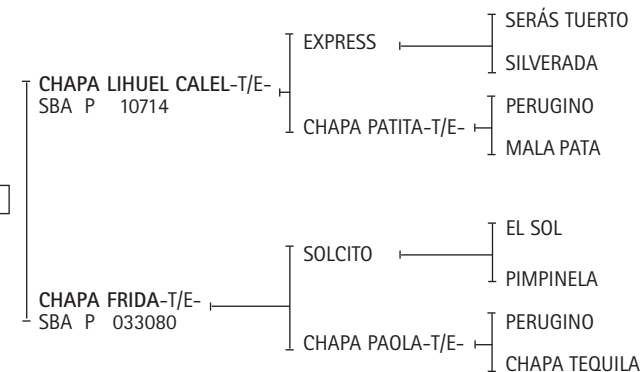 SERÁS TUERTO
EXPRESS
SILVERADA
CHAPA LIHUEL CALEL-T/E-
SBA P 10714
PERUGINO
CHAPA PATITA-T/E-
MALA PATA
EL SOL
SOLCITO
PIMPINELA
CHAPA FRIDA-T/E-
SBA P 033080
PERUGINO
CHAPA PAOLA-T/E-
CHAPA TEQUILA